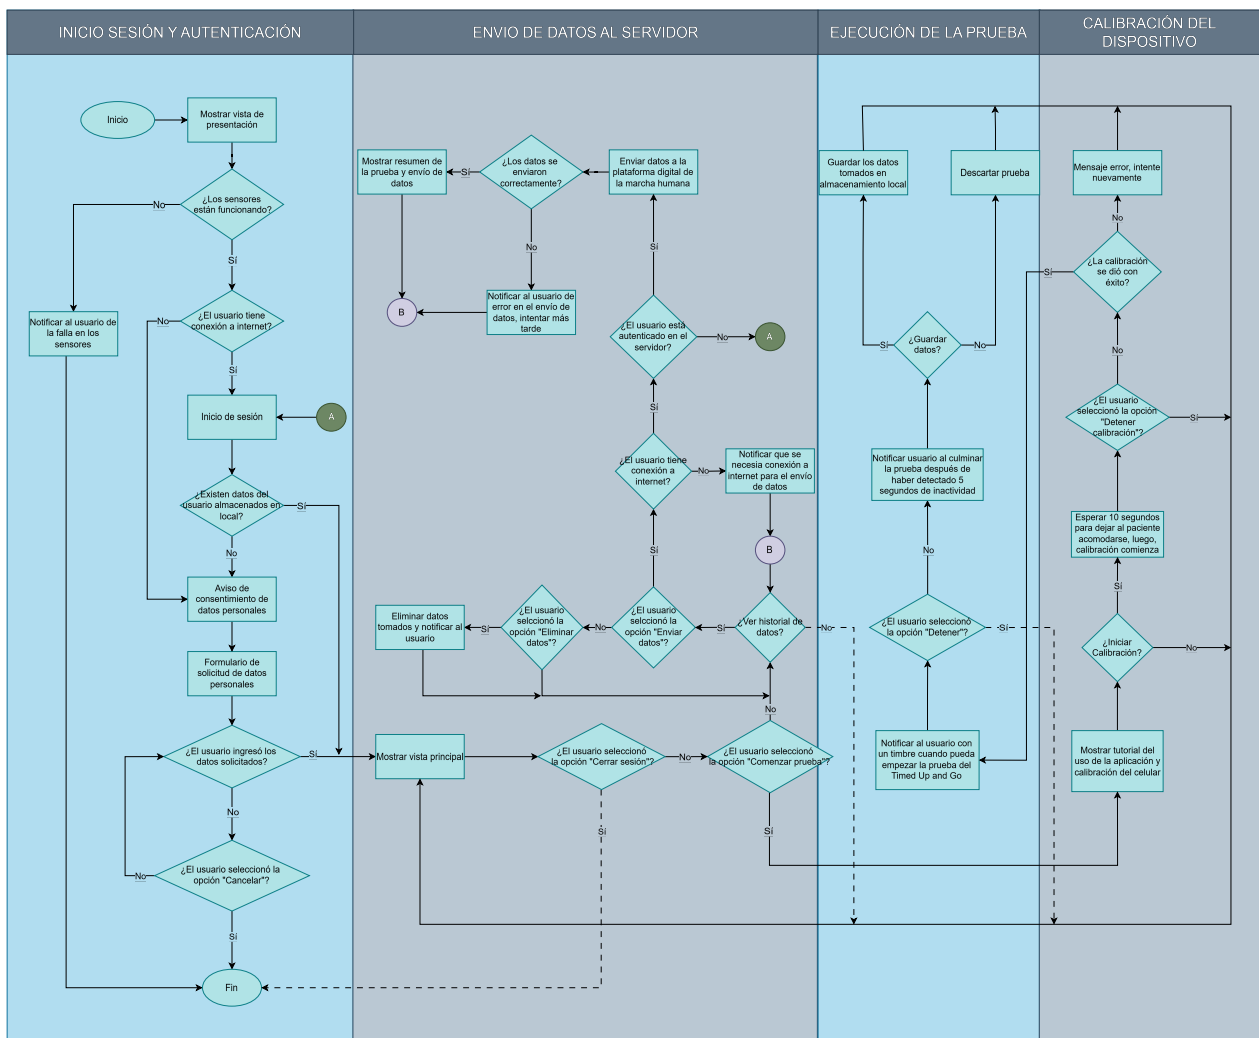 INICIO SESIÓN Y AUTENTICACIÓN
ENVIO DE DATOS AL SERVIDOR
EJECUCIÓN DE LA PRUEBA
CALIBRACIÓN DEL
DISPOSITIVO
Inicio
Mostrar vista de
presentación
¿Los sensores
están funcionando?
No
Sí
Notificar al usuario de
la falla en los
sensores
¿El usuario tiene
conexión a internet?
No
Sí
Inicio de sesión
A
¿Existen datos del
usuario almacenados en
local?
Sí
No
Aviso de
consentimiento de
datos personales
Formulario de
solicitud de datos
personales
¿El usuario ingresó los
datos solicitados?
Sí
No
¿El usuario seleccionó la
opción "Cancelar"?
No
Sí
Fin
Mostrar resumen de
la prueba y envío de
datos
Sí
¿Los datos se
enviaron
correctamente?
Enviar datos a la
plataforma digital de
la marcha humana
No
Sí
B
Notificar al usuario de
error en el envío de
datos, intentar más
tarde
¿El usuario está
autenticado en el
servidor?
No
A
Sí
¿El usuario tiene
conexión a
internet?
No
Notificar que se
necesia conexión a
internet para el envío
de datos
Sí
B
Eliminar datos
tomados y notificar al
usuario
Sí
¿El usuario
selcción­ó la
opción "Eliminar
datos"?
No
¿El usuario
selcciónó la
opción "Enviar
datos"?
Sí
¿Ver historial de
datos?
No
No
Mostrar vista principal
¿El usuario seleccionó
la opción "Cerrar sesión"?
No
¿El usuario seleccionó
la opción "Comenzar prueba"?
Sí
Sí
Guardar los datos
tomados en
almacenamiento local
Descartar prueba
¿Guardar
datos?
Sí
No
Notificar usuario al culminar
la prueba después de
haber detectado 5
segundos de inactividad
No
¿El usuario seleccionó
la opción "Detener"?
Sí
Notificar al usuario con
un timbre cuando pueda
empezar la prueba del
Timed Up and Go
Mensaje error, intente
nuevamente
No
¿La calibración
se dió con
éxito?
Sí
No
¿El usuario
seleccionó la opción
"Detener
calibración"?
Sí
Esperar 10 segundos
para dejar al paciente
acomodarse, luego,
calibración comienza
Sí
¿Iniciar
Calibración?
No
Mostrar tutorial del
uso de la aplicación y
calibración del celular